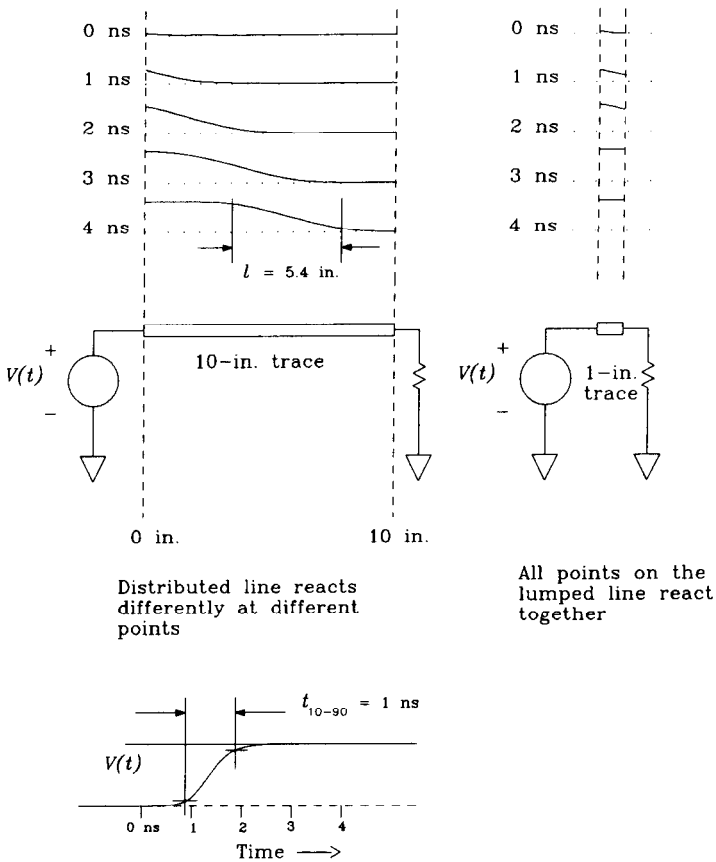 0 ns
1 ns
2 ns
3 ns
4 ns
l = 5.4 in.
V(t)
+
−
10-in. trace
0 in.
10 in.
Distributed line reacts
differently at different
points
0 ns
1 ns
2 ns
3 ns
4 ns
V(t)
+
−
1-in.
trace
All points on the
lumped line react
together
t10-90 = 1 ns
V(t)
0 ns 1 2 3 4
Time